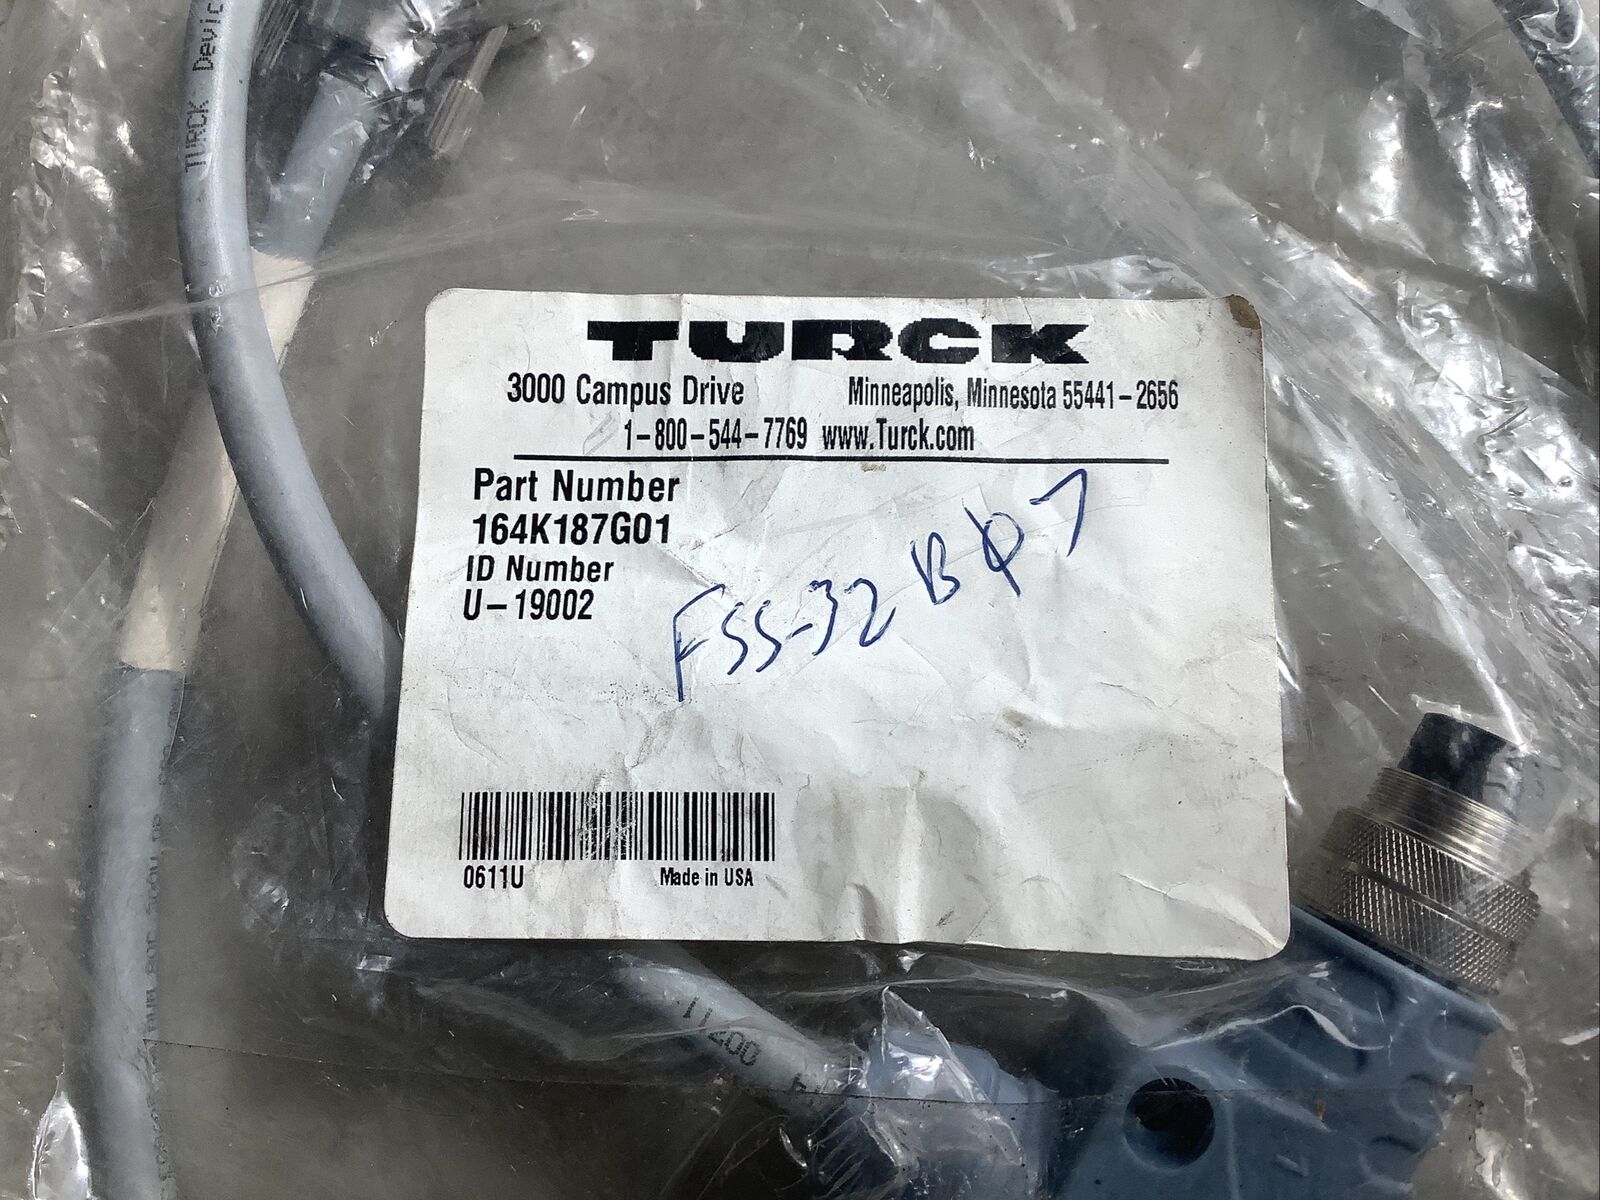 TURCK Devic
TURCK
3000 Campus Drive Minneapolis, Minnesota 55441-2656
1-800-544-7769 www.Turck.com
Part Number
164K187G01
ID Number
U-19002
FSS-32 B07
0611U Made in USA